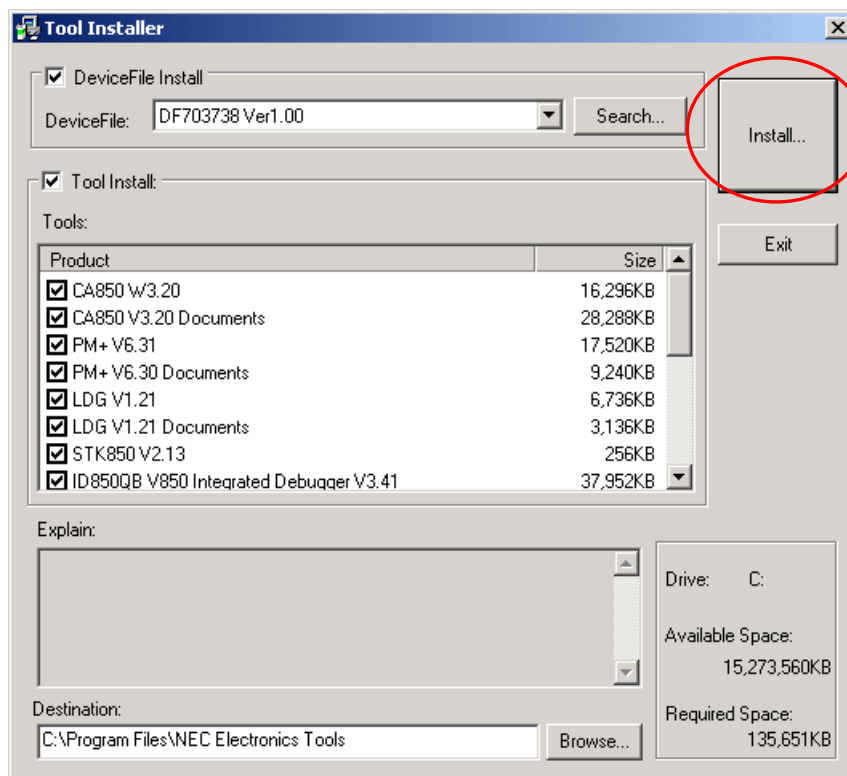 Tool Installer
DeviceFile Install
DeviceFile: DF703738 Ver1.00 Search...
Install...
Tool Install:
Tools:
Exit
Product Size
CA850 W3.20 16,296KB
CA850 V3.20 Documents 28,288KB
PM+ V6.31 17,520KB
PM+ V6.30 Documents 9,240KB
LDG V1.21 6,736KB
LDG V1.21 Documents 3,136KB
STK850 V2.13 256KB
ID850QB V850 Integrated Debugger V3.41 37,952KB
Explain:
Drive: C:
Available Space:
15,273,560KB
Destination:
Required Space:
C:\Program Files\NEC Electronics Tools Browse... 135,651KB